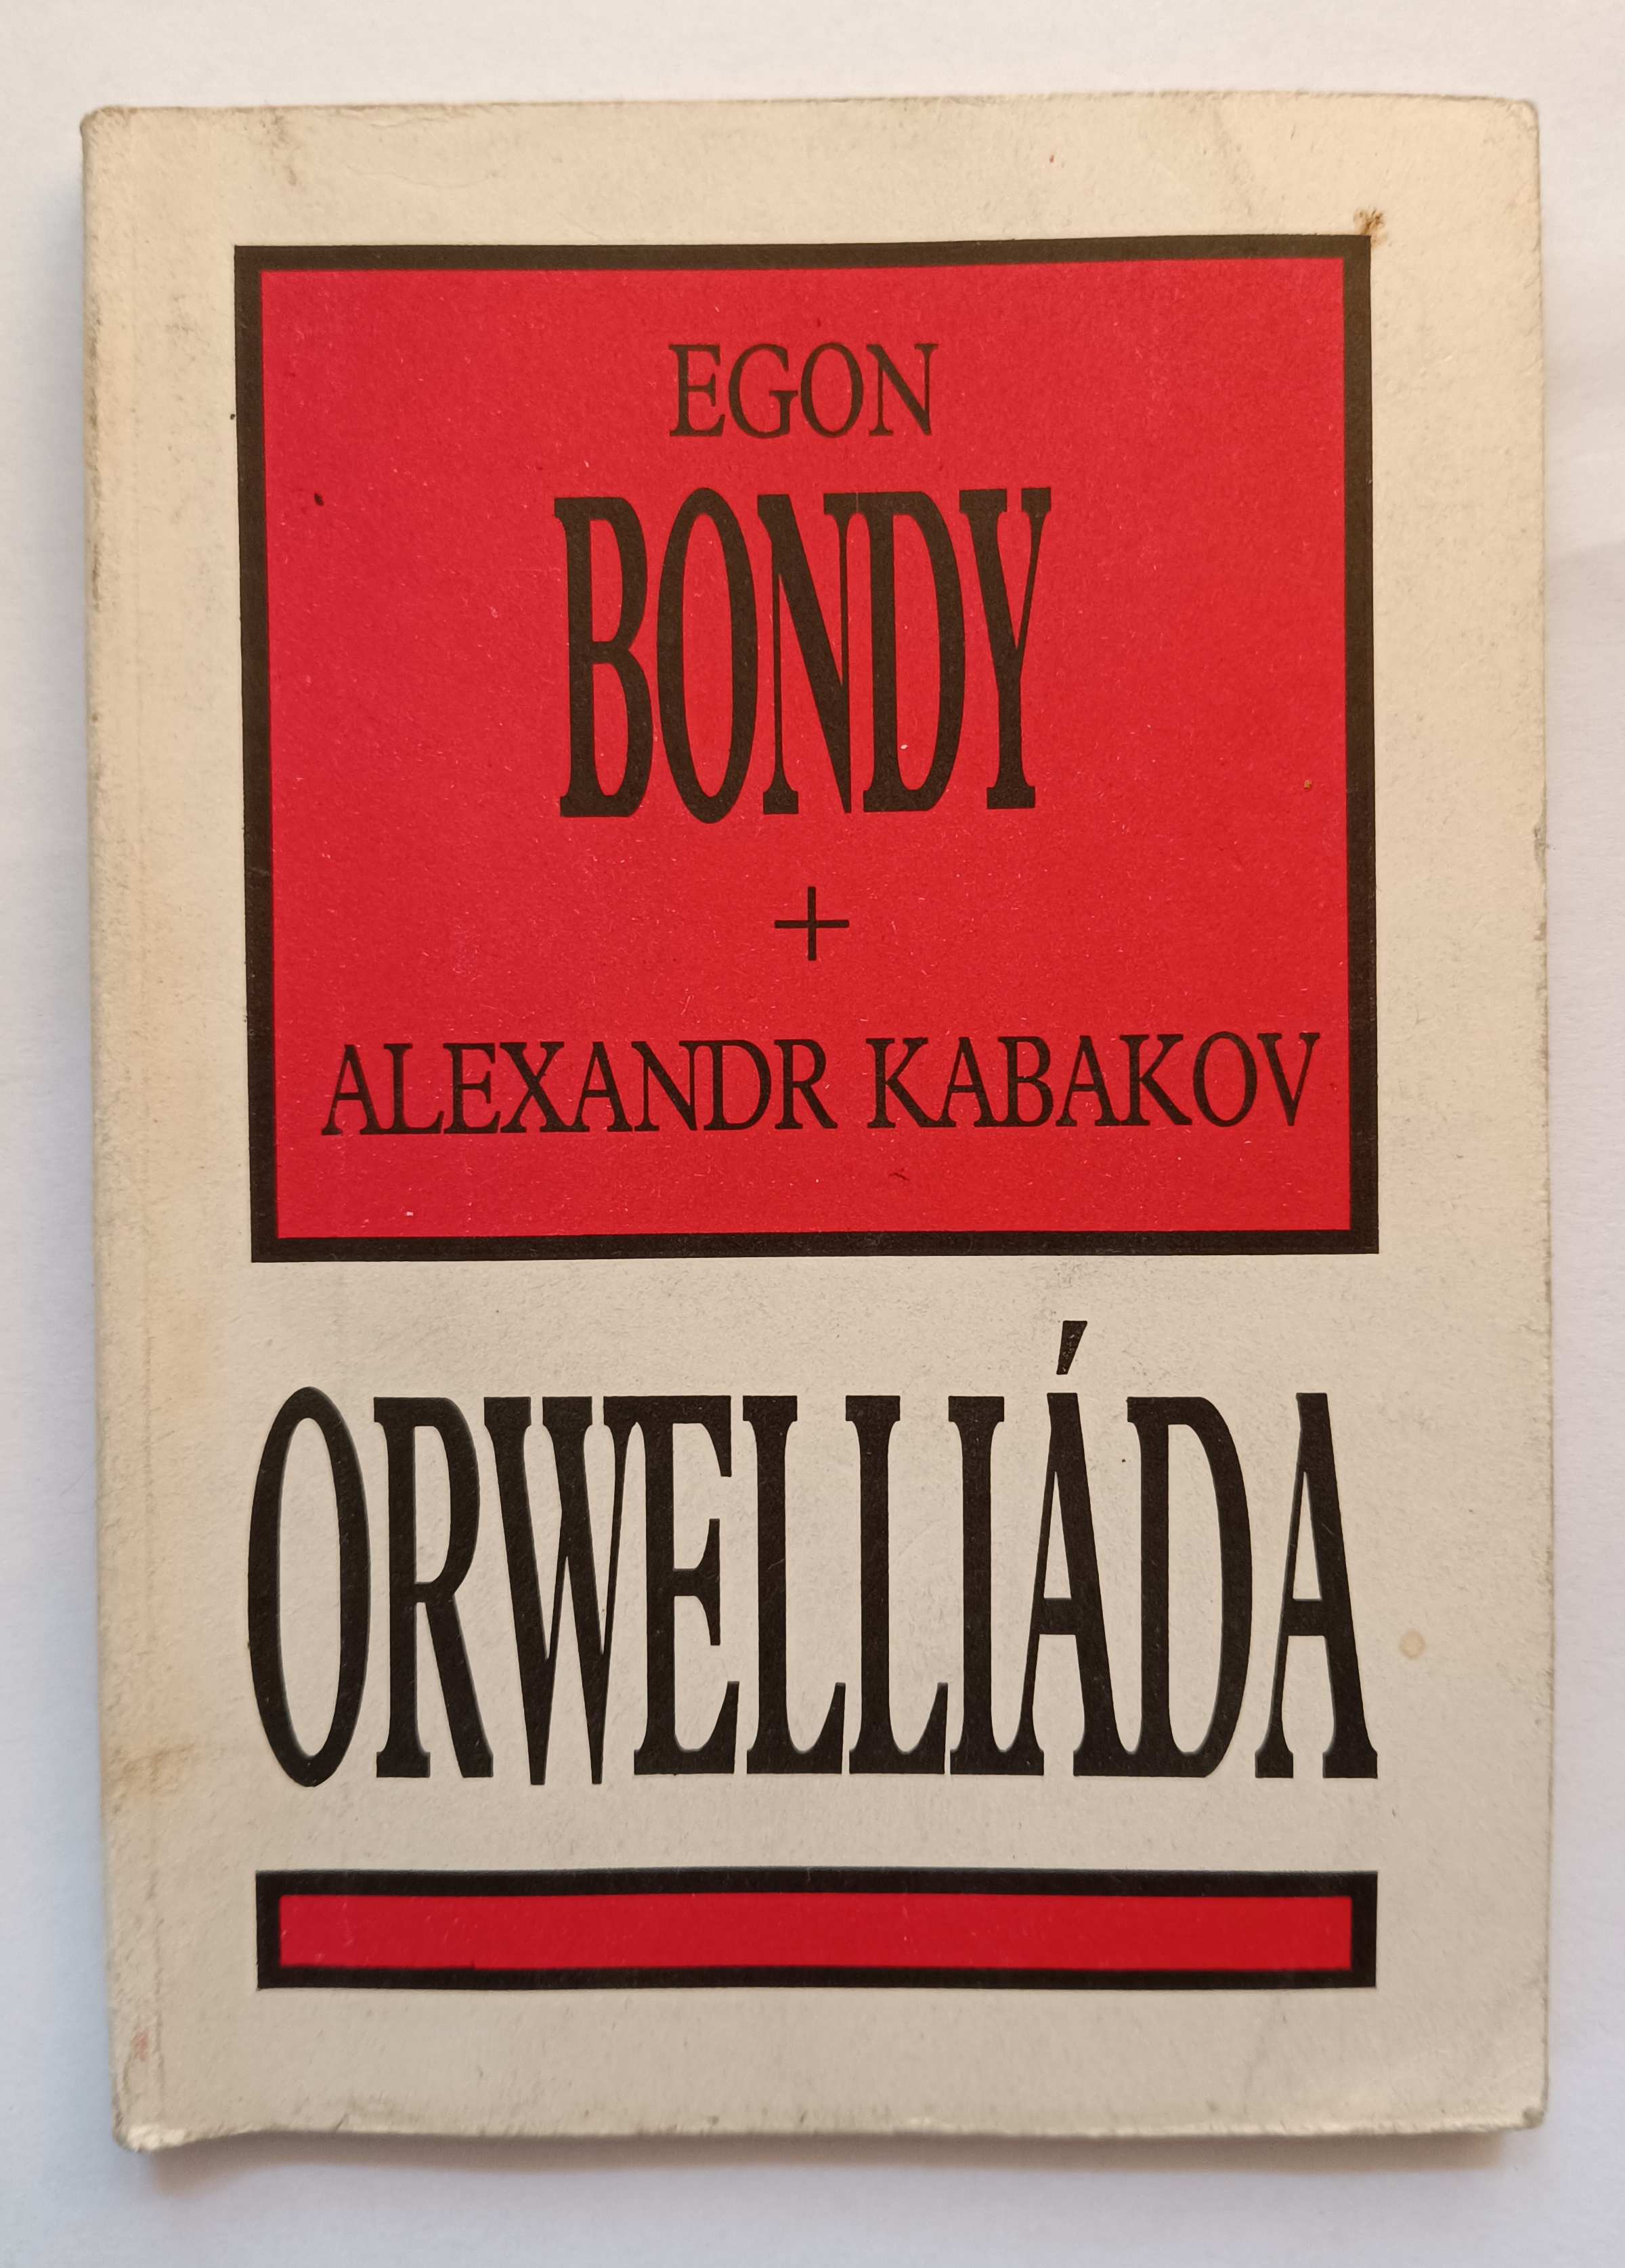 EGON
BONDY
+
ALEXANDR KABAKOV
ORWELLIÁDA